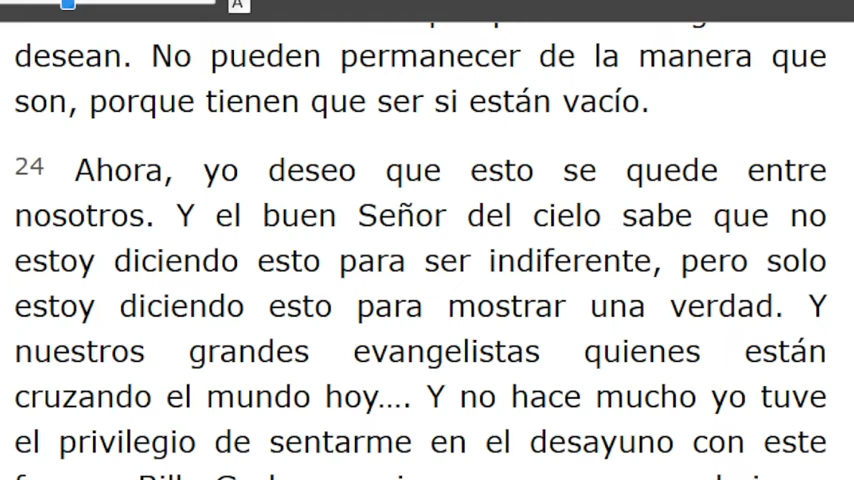 A
desean. No pueden permanecer de la manera que
son, porque tienen que ser si están vacío.
24 Ahora, yo deseo que esto se quede entre
nosotros. Y el buen Señor del cielo sabe que no
estoy diciendo esto para ser indiferente, pero solo
estoy diciendo esto para mostrar una verdad. Y
nuestros grandes evangelistas quienes están
cruzando el mundo hoy.... Y no hace mucho yo tuve
el privilegio de sentarme en el desayuno con este